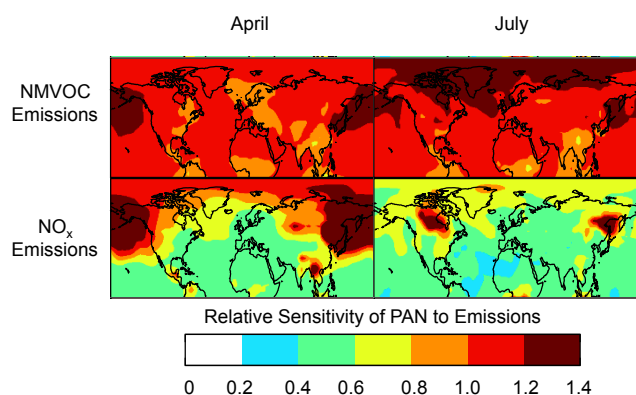 April July
NMVOC
Emissions
NOx
Emissions
Relative Sensitivity of PAN to Emissions
0 0.2 0.4 0.6 0.8 1.0 1.2 1.4